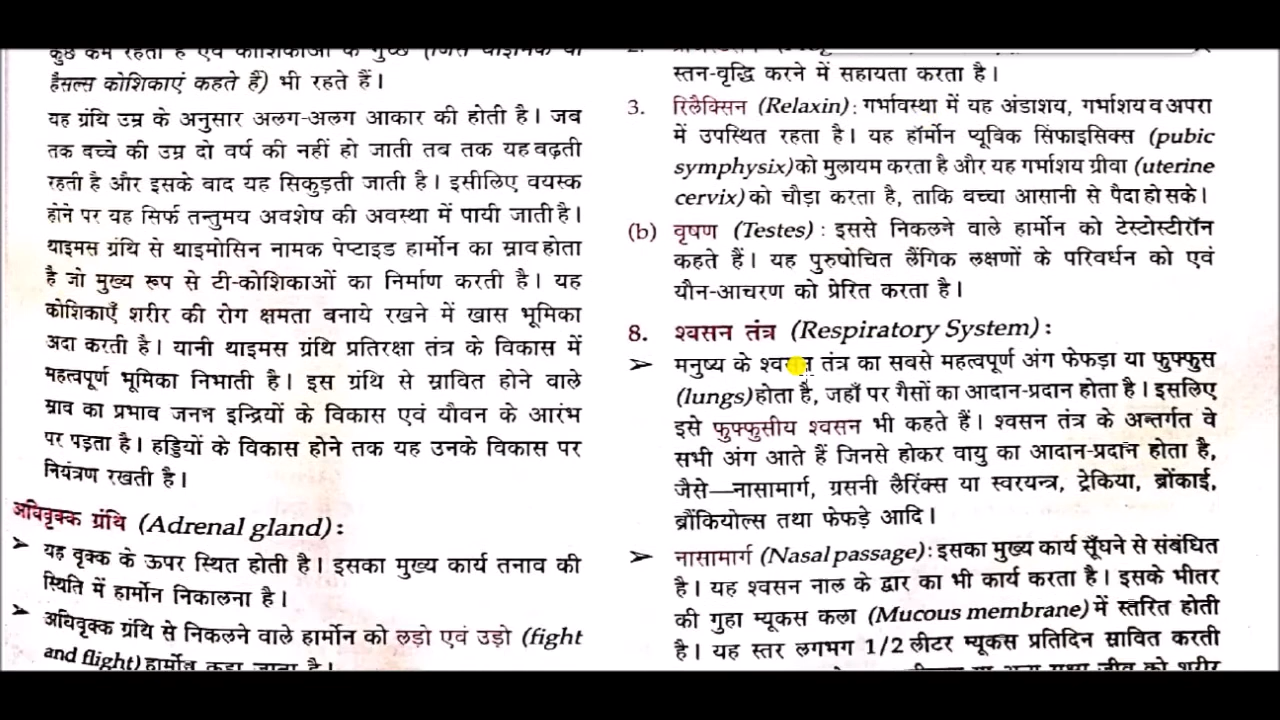 हैसल्स कोशिकाएं कहते हैं) भी रहते हैं।
यह ग्रंथि उम्र के अनुसार अलग-अलग आकार की होती है। जब
तक बच्चे की उम्र दो वर्ष की नहीं हो जाती तब तक यह बढ़ती
रहती है और इसके बाद यह सिकुड़ती जाती है। इसीलिए वयस्क
होने पर यह सिर्फ तन्तुमय अवशेष की अवस्था में पायी जाती है।
थाइमस ग्रंथि से थाइमोसिन नामक पेप्टाइड हार्मोन का स्राव होता
है जो मुख्य रूप से टी-कोशिकाओं का निर्माण करती है। यह
कोशिकाएँ शरीर की रोग क्षमता बनाये रखने में खास भूमिका
अदा करती है। यानी थाइमस ग्रंथि प्रतिरक्षा तंत्र के विकास में
महत्वपूर्ण भूमिका निभाती है। इस ग्रंथि से स्रावित होने वाले
स्राव का प्रभाव जनन इन्द्रियों के विकास एवं यौवन के आरंभ
पर पड़ता है। हड्डियों के विकास होने तक यह उनके विकास पर
नियंत्रण रखती है।
अधिवृक्क ग्रंथि (Adrenal gland) :
➤ यह वृक्क के ऊपर स्थित होती है। इसका मुख्य कार्य तनाव की
स्थिति में हार्मोन निकालना है।
➤ अधिवृक्क ग्रंथि से निकलने वाले हार्मोन को लड़ो एवं उड़ो (fight
and flight) हार्मोन कहा जाता है।
स्तन-वृद्धि करने में सहायता करता है।
3. रिलैक्सिन (Relaxin) : गर्भावस्था में यह अंडाशय, गर्भाशय व अपरा
में उपस्थित रहता है। यह हॉर्मोन प्यूविक सिंफाइसिक्स (pubic
symphysix) को मुलायम करता है और यह गर्भाशय ग्रीवा (uterine
cervix) को चौड़ा करता है, ताकि बच्चा आसानी से पैदा हो सके।
(b) वृषण (Testes) : इससे निकलने वाले हार्मोन को टेस्टोस्टीरॉन
कहते हैं। यह पुरुषोचित लैंगिक लक्षणों के परिवर्धन को एवं
यौन-आचरण को प्रेरित करता है।
8. श्वसन तंत्र (Respiratory System) :
➤ मनुष्य के श्वसन तंत्र का सबसे महत्वपूर्ण अंग फेफड़ा या फुफ्फुस
(lungs) होता है, जहाँ पर गैसों का आदान-प्रदान होता है। इसलिए
इसे फुफ्फुसीय श्वसन भी कहते हैं। श्वसन तंत्र के अन्तर्गत वे
सभी अंग आते हैं जिनसे होकर वायु का आदान-प्रदान होता है,
जैसे—नासामार्ग, ग्रसनी लैरिंक्स या स्वरयन्त्र, ट्रेकिया, ब्रोंकाई,
ब्रौंकियोल्स तथा फेफड़े आदि।
➤ नासामार्ग (Nasal passage) : इसका मुख्य कार्य सूँघने से संबंधित
है। यह श्वसन नाल के द्वार का भी कार्य करता है। इसके भीतर
की गुहा म्यूकस कला (Mucous membrane) में स्तरित होती
है। यह स्तर लगभग 1/2 लीटर म्यूकस प्रतिदिन स्रावित करती